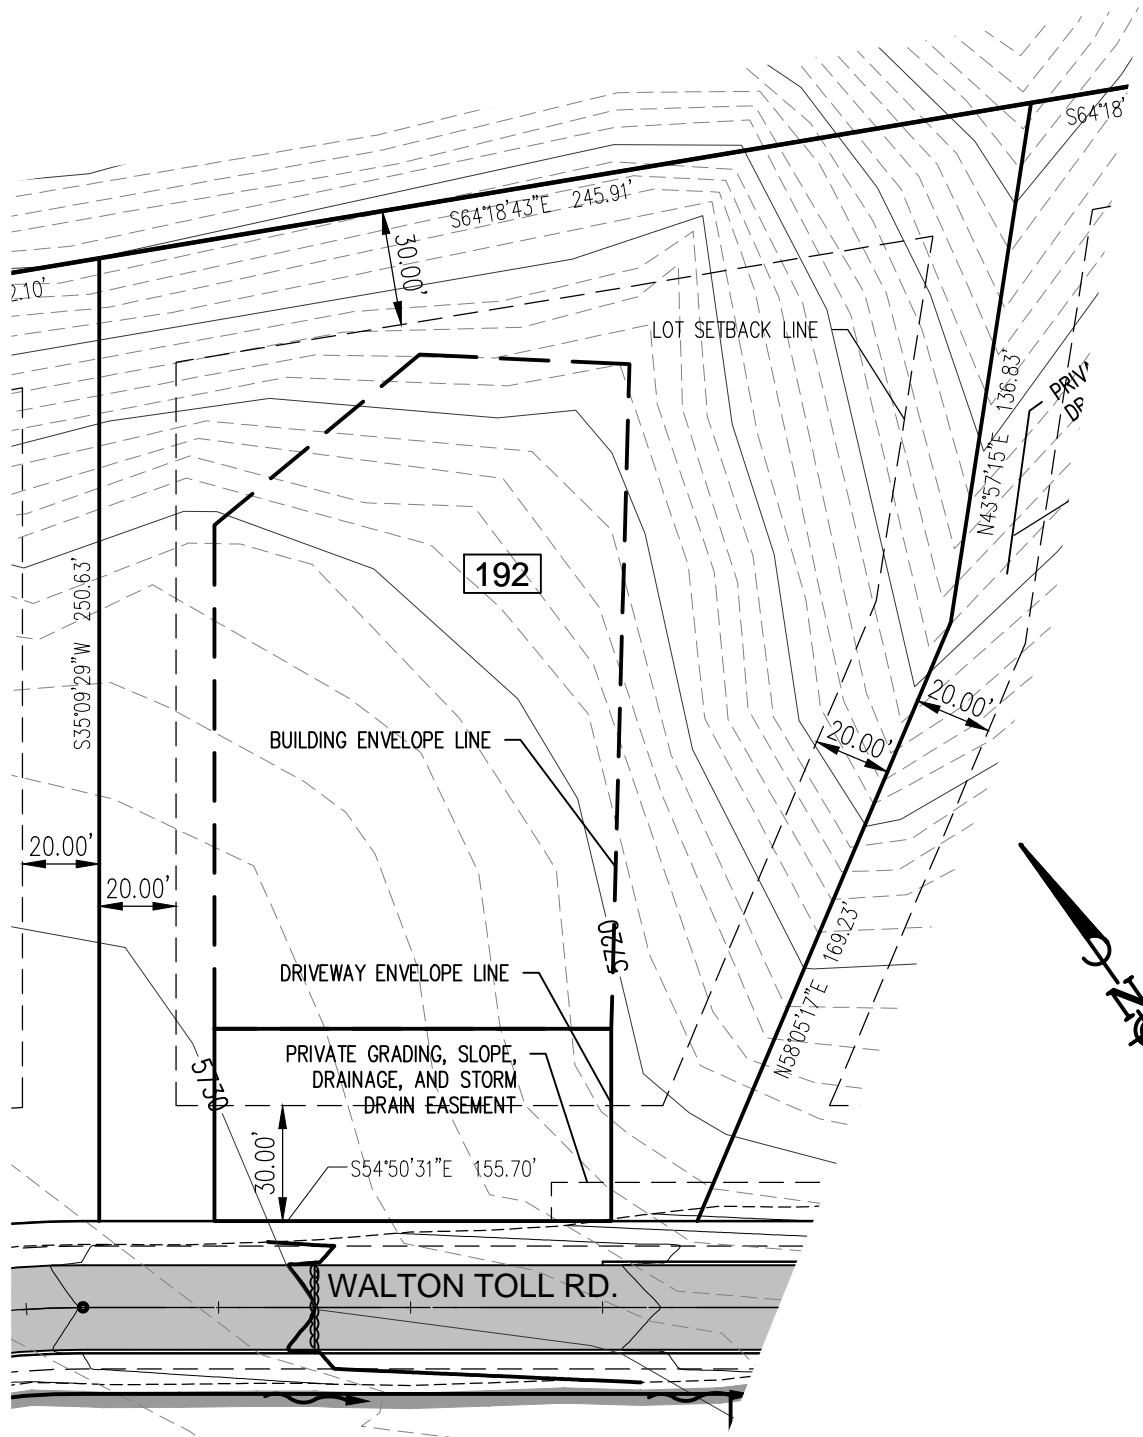 S64°18'
S64°18'43"E 245.91'
30.00'
2.10'
LOT SETBACK LINE
N43°57'15"E 136.83'
192
S35°09'29"W 250.63'
20.00'
BUILDING ENVELOPE LINE
20.00'
20.00'
20.00'
5720
DRIVEWAY ENVELOPE LINE
N58°05'17"E 169.23'
PRIVATE GRADING, SLOPE,
DRAINAGE, AND STORM
DRAIN EASEMENT
5730
30.00'
S54°50'31"E 155.70'
WALTON TOLL RD.